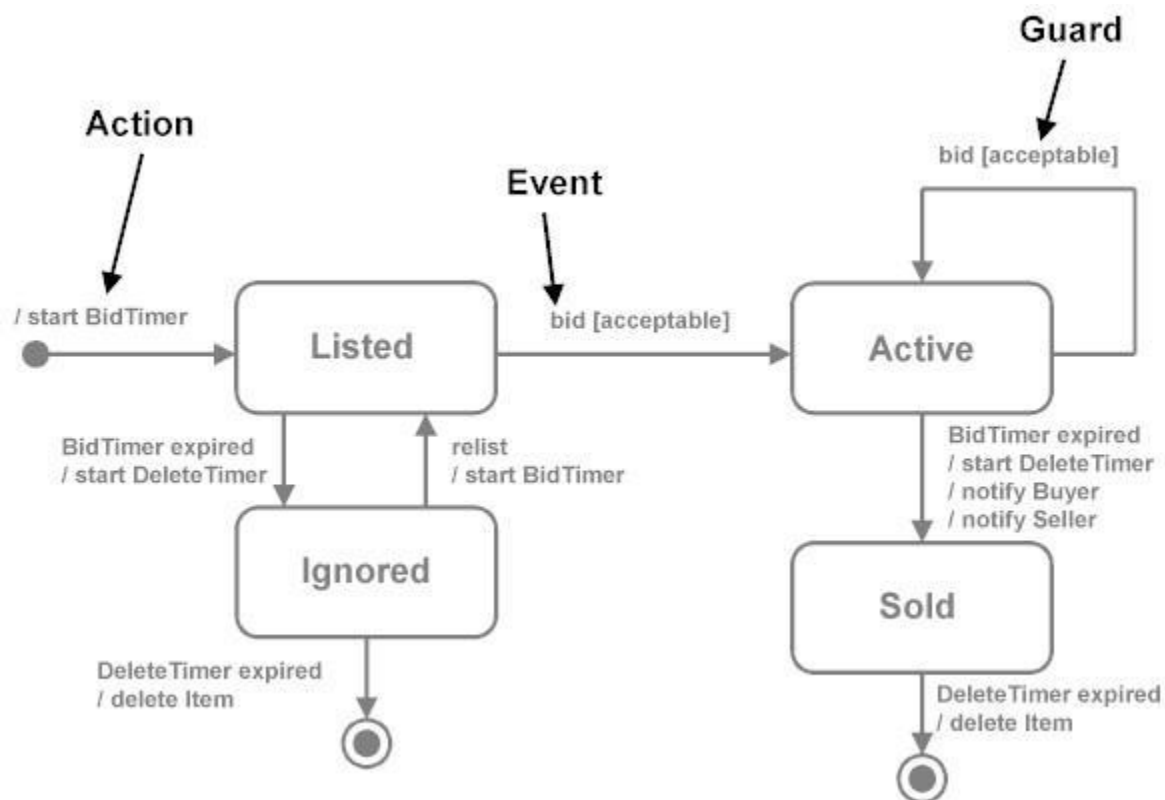 Guard
Action
bid [acceptable]
Event
/ start BidTimer
bid [acceptable]
Listed
Active
BidTimer expired
/ start DeleteTimer
relist
/ start BidTimer
BidTimer expired
/ start DeleteTimer
/ notify Buyer
/ notify Seller
Ignored
Sold
DeleteTimer expired
/ delete Item
DeleteTimer expired
/ delete Item